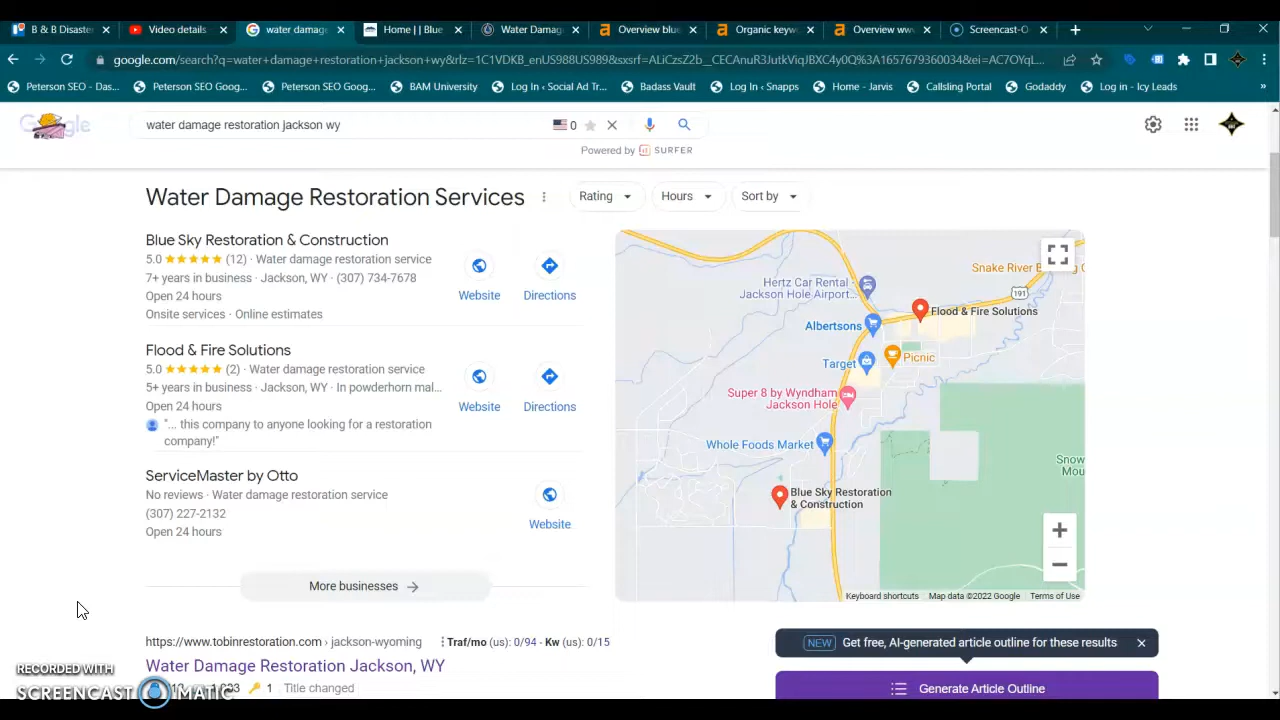 B & B Disaster
Video details
water damage
Home | | Blue
Water Damag
Overview blue
Organic keyw
Overview ww
Screencast-O
google.com/search?q=water+damage+restoration+jackson+wy&rlz=1C1VDKB_enUS988US989&sxsrf=ALiCzsZ2b__CECAnuR3JutkViqJBXC4y0Q%3A1657679360034&ei=AC7OYqL...
Peterson SEO - Das...
Peterson SEO Goog...
Peterson SEO Goog...
BAM University
Log In ‹ Social Ad Tr...
Badass Vault
Log In ‹ Snapps
Home - Jarvis
Callsling Portal
Godaddy
Log in - Icy Leads
»
water damage restoration jackson wy
0
Powered by SURFER
Water Damage Restoration Services
Rating
Hours
Sort by
Blue Sky Restoration & Construction
5.0 (12) · Water damage restoration service
7+ years in business · Jackson, WY · (307) 734-7678
Open 24 hours
Onsite services · Online estimates
Website
Directions
Flood & Fire Solutions
5.0 (2) · Water damage restoration service
5+ years in business · Jackson, WY · In powderhorn mal...
Open 24 hours
"... this company to anyone looking for a restoration
company!"
Website
Directions
ServiceMaster by Otto
No reviews · Water damage restoration service
(307) 227-2132
Open 24 hours
Website
More businesses
Hertz Car Rental -
Jackson Hole Airport...
Snake River B
191
Flood & Fire Solutions
Albertsons
Target
Picnic
Super 8 by Wyndham
Jackson Hole
Whole Foods Market
Snow
Mou
Blue Sky Restoration
& Construction
Keyboard shortcuts
Map data ©2022 Google
Terms of Use
https://www.tobinrestoration.com › jackson-wyoming
Traf/mo (us): 0/94 - Kw (us): 0/15
Water Damage Restoration Jackson, WY
1
Title changed
NEW Get free, AI-generated article outline for these results
Generate Article Outline
RECORDED WITH
SCREENCAST MATIC